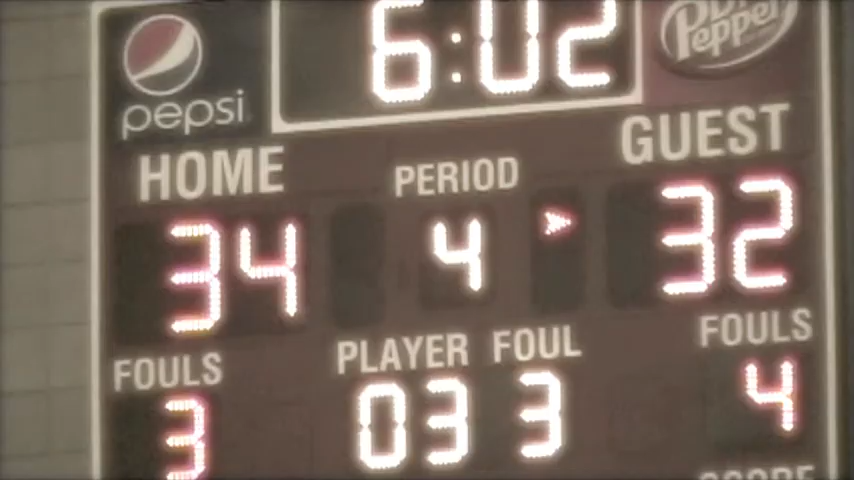 pepsi
6:02
Dr Pepper
HOME
PERIOD
GUEST
34
4
32
FOULS
PLAYER
FOUL
FOULS
3
03
3
4
SCORE